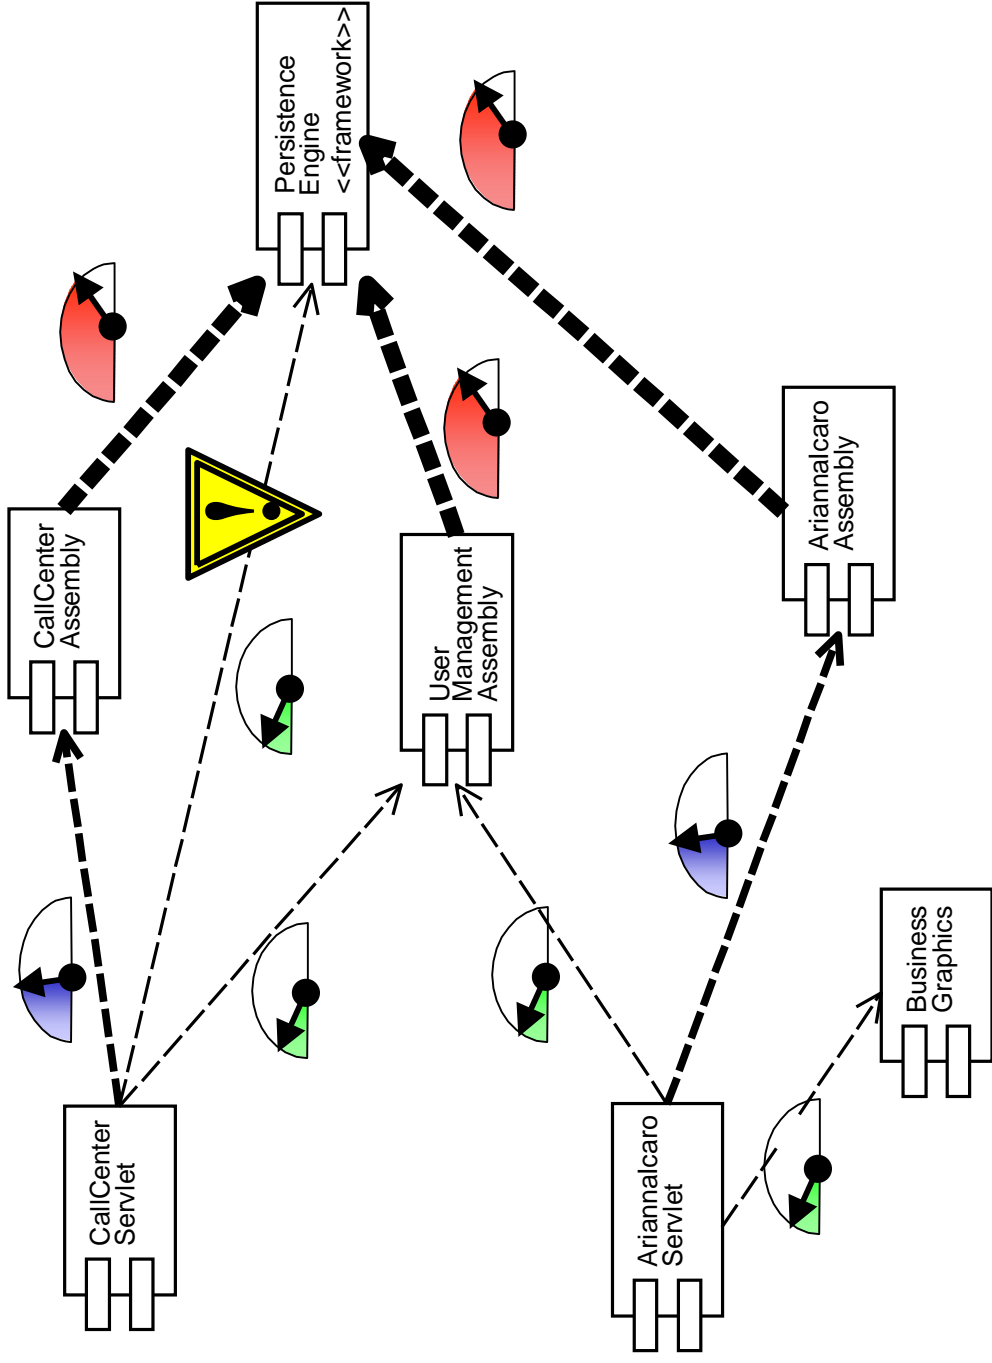 Persistence
Engine
<<framework>>
CallCenter
Assembly
User
Management
Assembly
AriannaIcaro
Assembly
CallCenter
Servlet
AriannaIcaro
Servlet
Business
Graphics